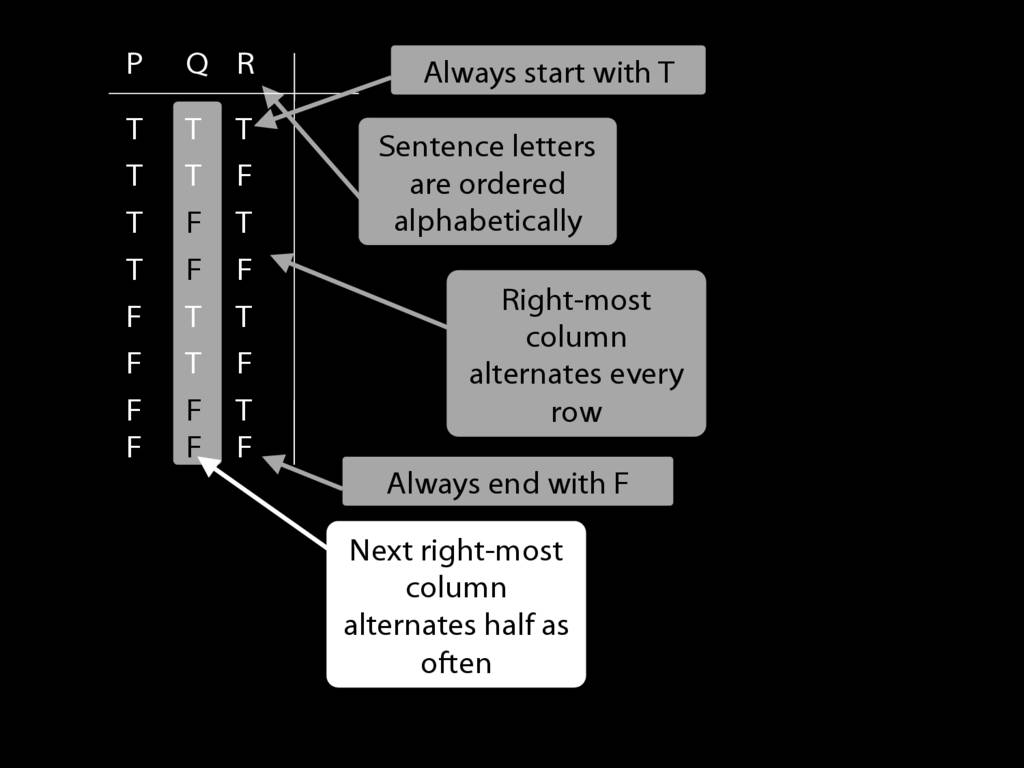 P Q R
T T T
T T F
T F T
T F F
F T T
F T F
F F T
F F F
Always start with T
Sentence letters
are ordered
alphabetically
Right-most
column
alternates every
row
Always end with F
Next right-most
column
alternates half as
often